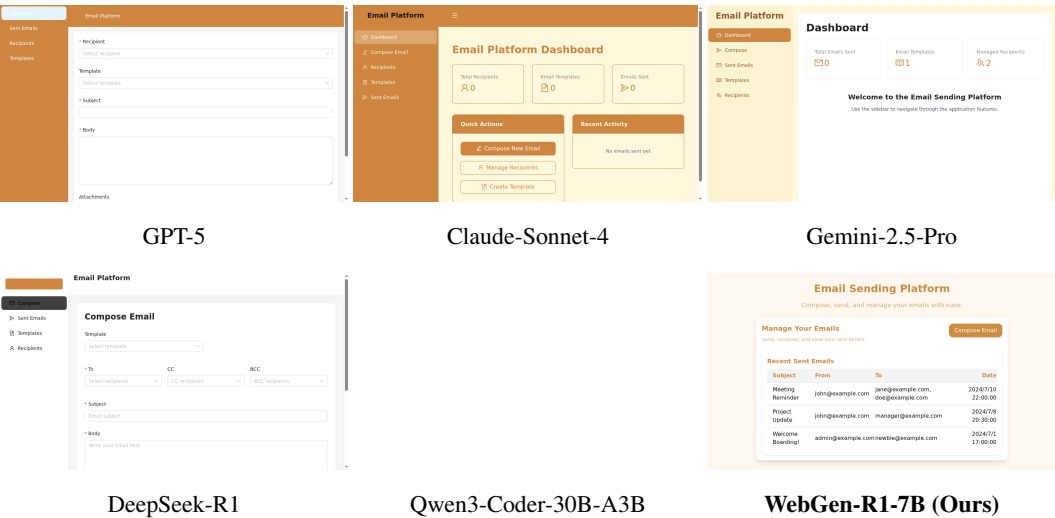 Email Platform
Sent Emails
Recipients
Templates
* Recipient
Select recipient
Template
Select template
* Subject
* Body
Attachments
GPT-5
Email Platform
Dashboard
Compose Email
Recipients
Templates
Sent Emails
Email Platform Dashboard
Total Recipients
0
Email Templates
0
Emails Sent
0
Quick Actions
Compose New Email
Manage Recipients
Create Template
Recent Activity
No emails sent yet
Claude-Sonnet-4
Email Platform
Dashboard
Compose
Sent Emails
Templates
Recipients
Dashboard
Total Emails Sent
0
Email Templates
1
Managed Recipients
2
Welcome to the Email Sending Platform
Use the sidebar to navigate through the application features.
Gemini-2.5-Pro
Email Platform
Compose
Sent Emails
Templates
Recipients
Compose Email
Template
Select template
* To
CC
BCC
Select recipients
CC recipients
BCC recipients
* Subject
Email subject
* Body
Write your email here
DeepSeek-R1
Qwen3-Coder-30B-A3B
Email Sending Platform
Compose, send, and manage your emails with ease.
Manage Your Emails
Send, compose, and view your sent emails.
Compose Email
Recent Sent Emails
Subject From To Date
Meeting Reminder john@example.com jane@example.com, doe@example.com 2024/7/10 22:00:00
Project Update john@example.com manager@example.com 2024/7/8 20:30:00
Welcome Boarding! admin@example.com newbie@example.com 2024/7/1 17:00:00
WebGen-R1-7B (Ours)